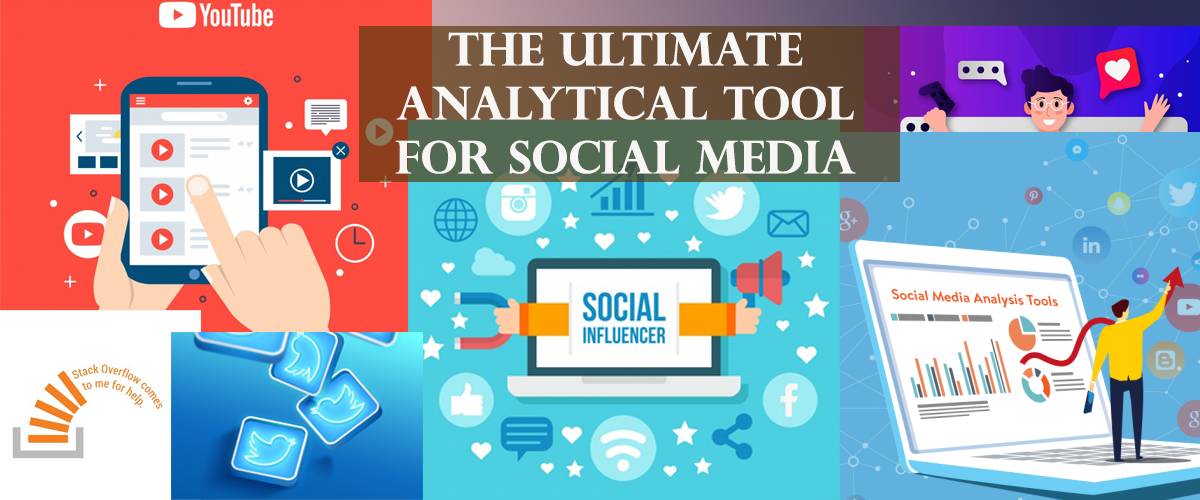 YouTube
THE ULTIMATE
ANALYTICAL TOOL
FOR SOCIAL MEDIA
SOCIAL
INFLUENCER
Social Media Analysis Tools
Stack Overflow comes
to me for help.
g+
in
g+